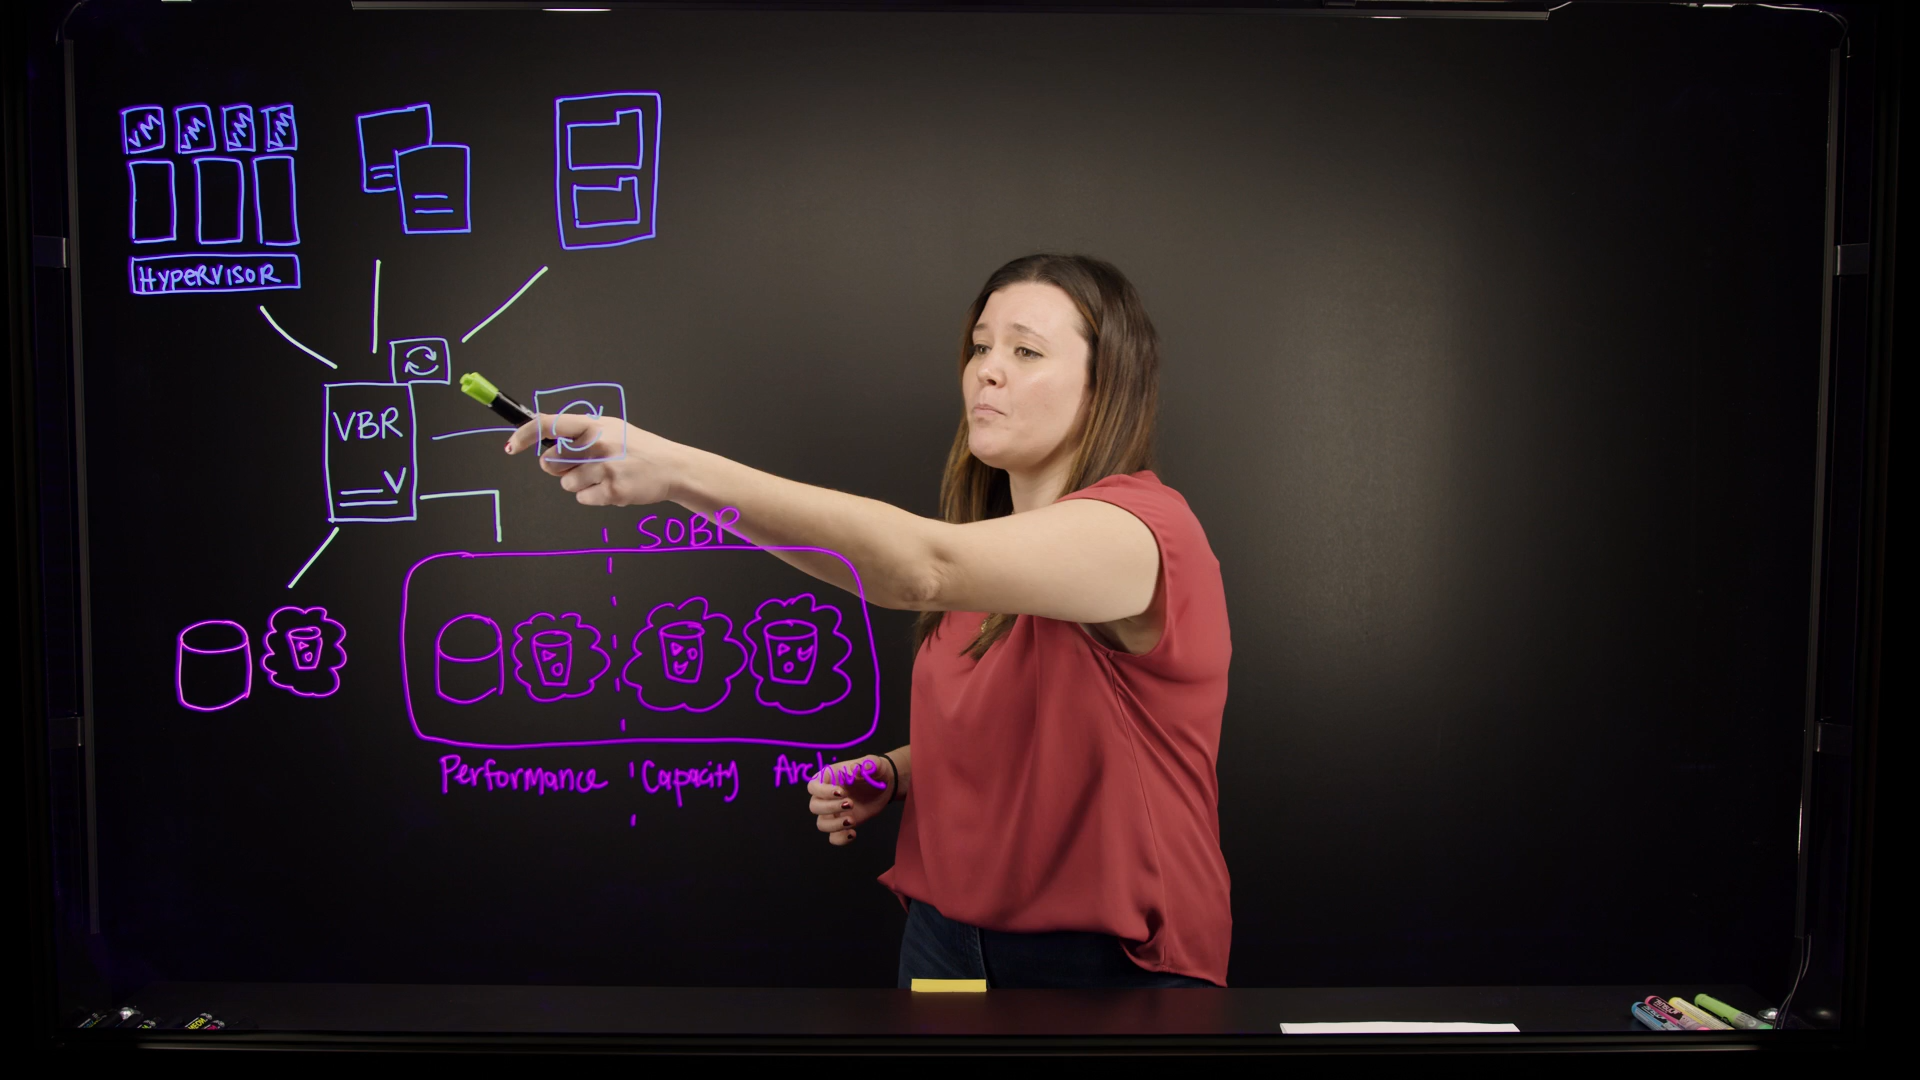 VM VM VM VM
HYPERVISOR
VBR
V
SOBR
Performance Capacity Archive